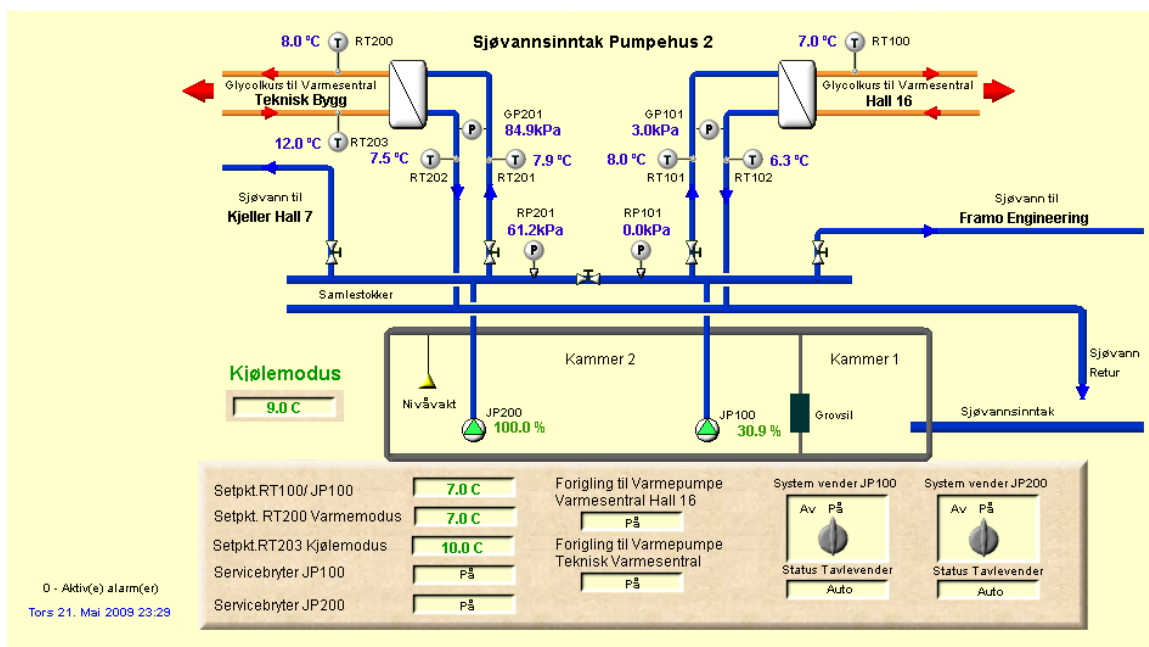 Sjøvannsinntak Pumpehus 2
8.0 °C T RT200
7.0 °C T RT100
Glycolkurs til Varmesentral
Teknisk Bygg
Glycolkurs til Varmesentral
Hall 16
GP201
P 84.9kPa
GP101
3.0kPa P
12.0 °C T RT203
7.5 °C T
RT202
T 7.9 °C
RT201
8.0 °C T
RT101
T 6.3 °C
RT102
Sjøvann til
Kjeller Hall 7
Sjøvann til
Framo Engineering
RP201
61.2kPa
P
RP101
0.0kPa
P
Samlestokker
Kammer 2
Kammer 1
Sjøvann
Retur
Kjølemodus
9.0 C
Nivåvakt
JP200
100.0 %
JP100
30.9 %
Grovsil
Sjøvannsinntak
Setpkt.RT100/ JP100 7.0 C
Setpkt. RT200 Varmemodus 7.0 C
Setpkt.RT203 Kjølemodus 10.0 C
Servicebryter JP100 På
Servicebryter JP200 På
Forigling til Varmepumpe
Varmesentral Hall 16
På
Forigling til Varmepumpe
Teknisk Varmesentral
På
System vender JP100
Av På
Status Tavlevender
Auto
System vender JP200
Av På
Status Tavlevender
Auto
0 - Aktiv(e) alarm(er)
Tors 21. Mai 2009 23:29